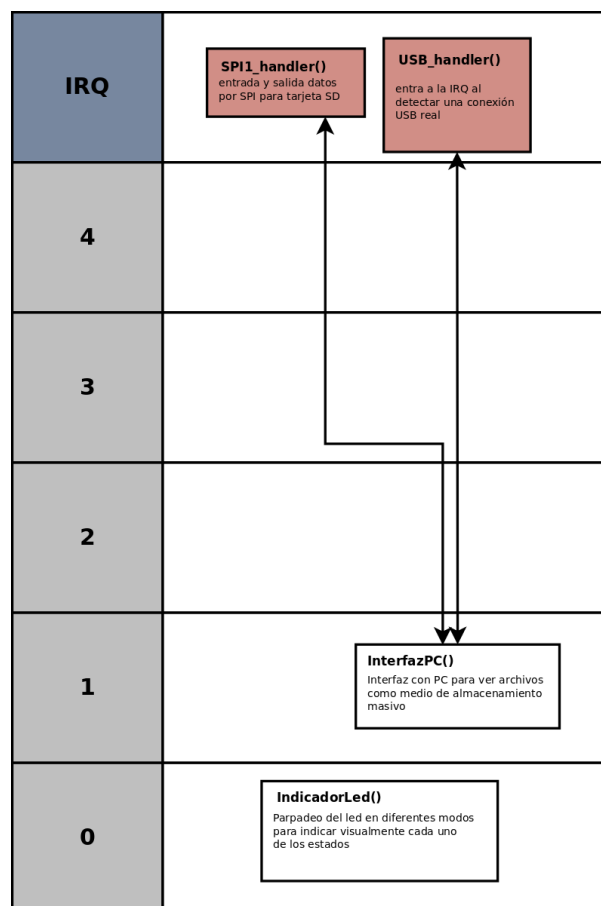 IRQ
SPI1_handler()
entrada y salida datos
por SPI para tarjeta SD
USB_handler()
entra a la IRQ al
detectar una conexión
USB real
4
3
2
1
InterfazPC()
Interfaz con PC para ver archivos
como medio de almacenamiento
masivo
0
IndicadorLed()
Parpadeo del led en diferentes modos
para indicar visualmente cada uno
de los estados